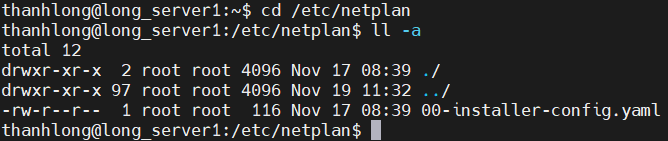 thanhlong@long_server1:~$ cd /etc/netplan
thanhlong@long_server1:/etc/netplan$ ll -a
total 12
drwxr-xr-x  2 root root 4096 Nov 17 08:39 ./
drwxr-xr-x 97 root root 4096 Nov 19 11:32 ../
-rw-r--r--  1 root root  116 Nov 17 08:39 00-installer-config.yaml
thanhlong@long_server1:/etc/netplan$